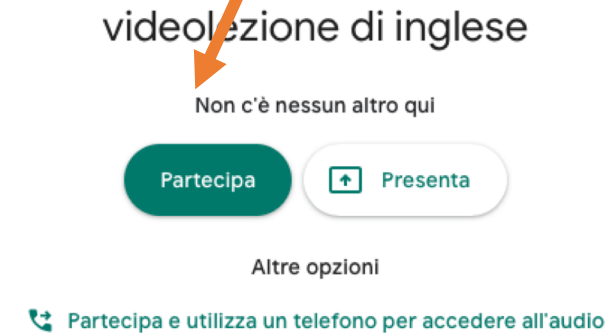 videolezione di inglese
Non c'è nessun altro qui
Partecipa
Presenta
Altre opzioni
Partecipa e utilizza un telefono per accedere all'audio